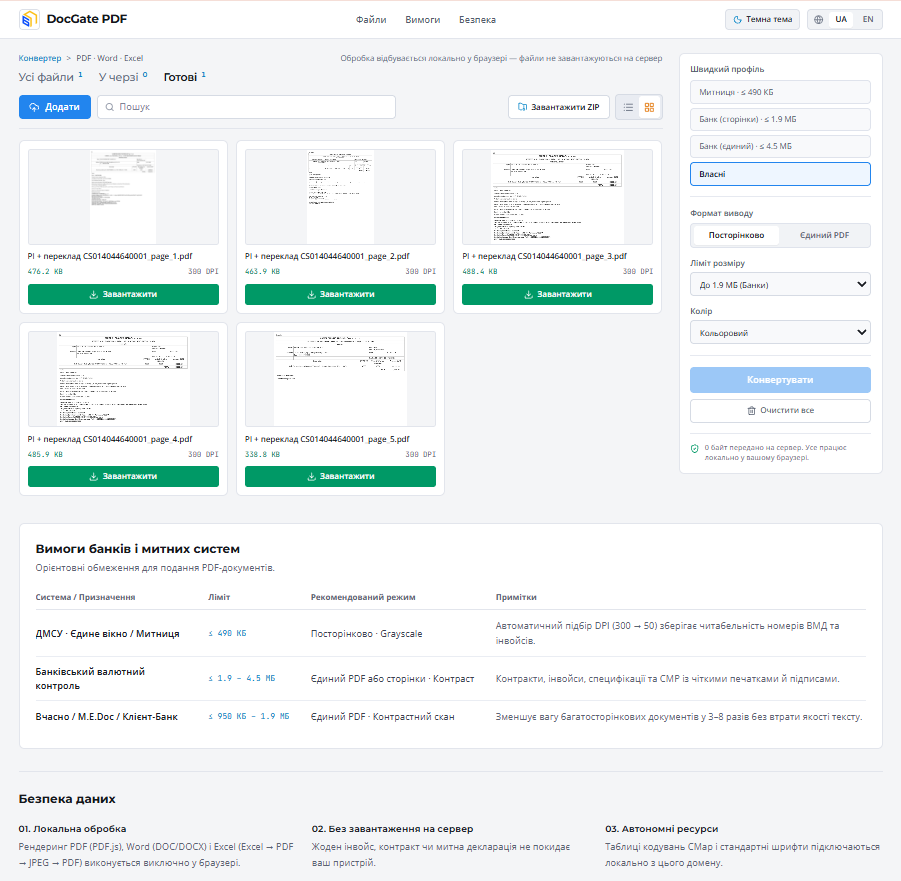 DocGate PDF
Файли
Вимоги
Безпека
Темна тема
UA
EN
Конвертер > PDF · Word · Excel
Обробка відбувається локально у браузері — файли не завантажуються на сервер
Усі файли 1
У черзі 0
Готові 1
Додати
Пошук
Завантажити ZIP
PI + переклад CS014044640001_page_1.pdf
476.2 KB
300 DPI
Завантажити
PI + переклад CS014044640001_page_2.pdf
463.9 KB
300 DPI
Завантажити
PI + переклад CS014044640001_page_3.pdf
488.4 KB
300 DPI
Завантажити
PI + переклад CS014044640001_page_4.pdf
485.9 KB
300 DPI
Завантажити
PI + переклад CS014044640001_page_5.pdf
338.8 KB
300 DPI
Завантажити
Швидкий профіль
Митниця · ≤ 490 КБ
Банк (сторінки) · ≤ 1.9 МБ
Банк (єдиний) · ≤ 4.5 МБ
Власні
Формат виводу
Посторінково
Єдиний PDF
Ліміт розміру
До 1.9 МБ (Банки)
Колір
Кольоровий
Конвертувати
Очистити все
0 байт передано на сервер. Усе працює
локально у вашому браузері.
Вимоги банків і митних систем
Орієнтовні обмеження для подання PDF-документів.
Система / Призначення
Ліміт
Рекомендований режим
Примітки
ДМСУ · Єдине вікно / Митниця
≤ 490 КБ
Посторінково · Grayscale
Автоматичний підбір DPI (300 → 50) зберігає читабельність номерів ВМД та
інвойсів.
Банківський валютний
контроль
≤ 1.9 – 4.5 МБ
Єдиний PDF або сторінки · Контраст
Контракти, інвойси, специфікації та СМР із чіткими печатками й підписами.
Вчасно / M.E.Doc / Клієнт-Банк
≤ 950 КБ – 1.9 МБ
Єдиний PDF · Контрастний скан
Зменшує вагу багатосторінкових документів у 3–8 разів без втрати якості тексту.
Безпека даних
01. Локальна обробка
Рендеринг PDF (PDF.js), Word (DOC/DOCX) і Excel (Excel → PDF
→ JPEG → PDF) виконується виключно у браузері.
02. Без завантаження на сервер
Жоден інвойс, контракт чи митна декларація не покидає
ваш пристрій.
03. Автономні ресурси
Таблиці кодувань CMap і стандартні шрифти підключаються
локально з цього домену.